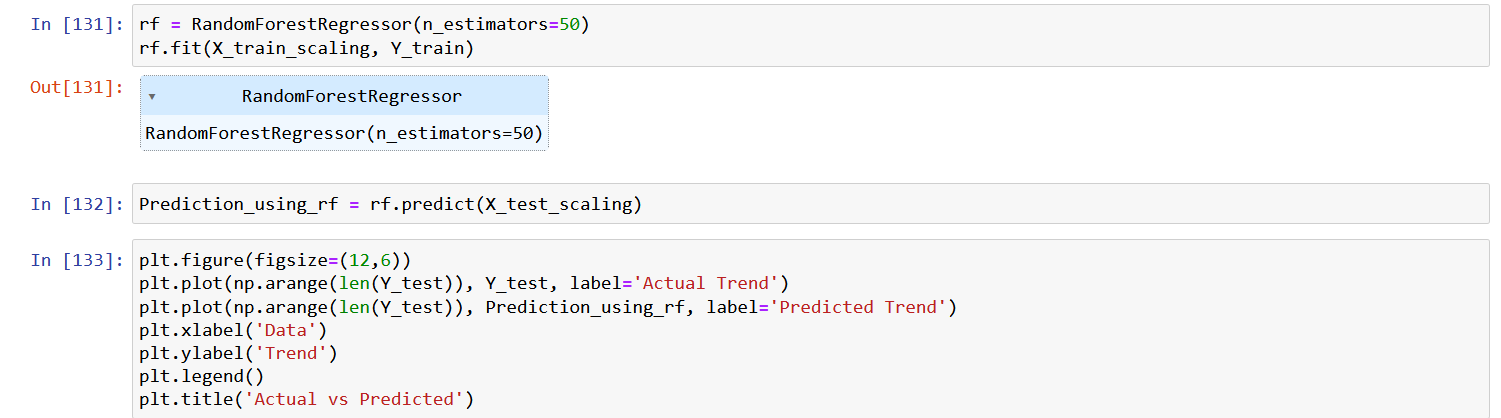 In [131]: rf = RandomForestRegressor(n_estimators=50)
rf.fit(X_train_scaling, Y_train)
Out[131]:
▾ RandomForestRegressor
RandomForestRegressor(n_estimators=50)
In [132]: Prediction_using_rf = rf.predict(X_test_scaling)
In [133]: plt.figure(figsize=(12,6))
plt.plot(np.arange(len(Y_test)), Y_test, label='Actual Trend')
plt.plot(np.arange(len(Y_test)), Prediction_using_rf, label='Predicted Trend')
plt.xlabel('Data')
plt.ylabel('Trend')
plt.legend()
plt.title('Actual vs Predicted')